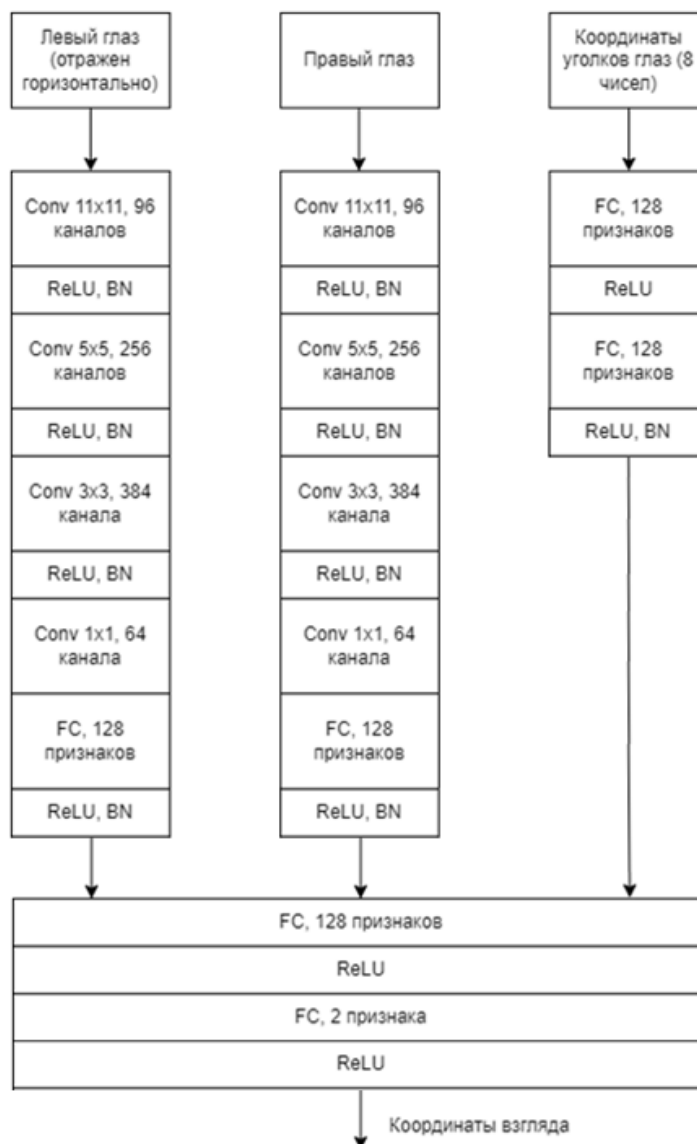 Левый глаз
(отражен
горизонтально)
Conv 11x11, 96
каналов
ReLU, BN
Conv 5x5, 256
каналов
ReLU, BN
Conv 3x3, 384
канала
ReLU, BN
Conv 1x1, 64
канала
FC, 128
признаков
ReLU, BN
Правый глаз
Conv 11x11, 96
каналов
ReLU, BN
Conv 5x5, 256
каналов
ReLU, BN
Conv 3x3, 384
канала
ReLU, BN
Conv 1x1, 64
канала
FC, 128
признаков
ReLU, BN
Координаты
уголков глаз (8
чисел)
FC, 128
признаков
ReLU
FC, 128
признаков
ReLU, BN
FC, 128 признаков
ReLU
FC, 2 признака
ReLU
Координаты взгляда